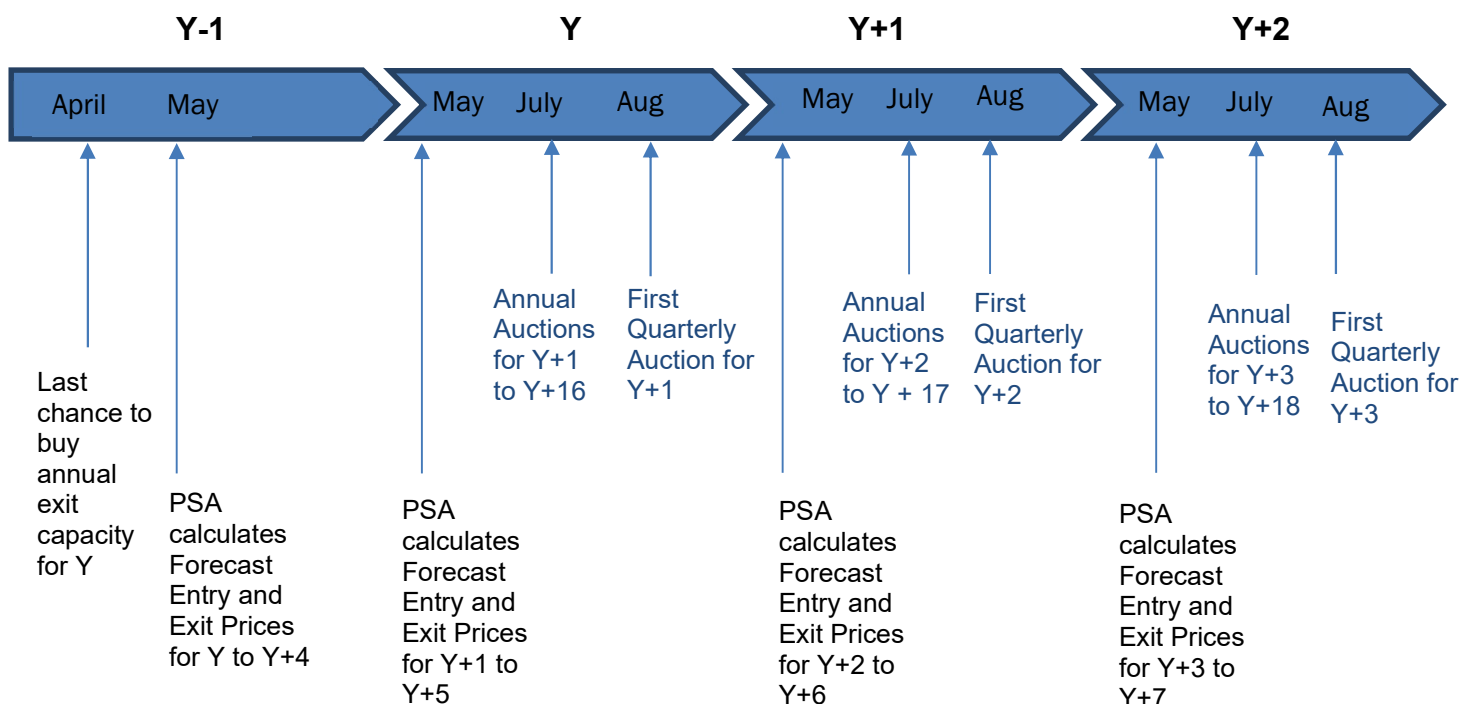 Y-1
Y
Y+1
Y+2
April
May
May
July
Aug
May
July
Aug
May
July
Aug
Last
chance to
buy
annual
exit
capacity
for Y
PSA
calculates
Forecast
Entry and
Exit Prices
for Y to Y+4
PSA
calculates
Forecast
Entry and
Exit Prices
for Y+1 to
Y+5
Annual
Auctions
for Y+1
to Y+16
First
Quarterly
Auction for
Y+1
PSA
calculates
Forecast
Entry and
Exit Prices
for Y+2 to
Y+6
Annual
Auctions
for Y+2
to Y + 17
First
Quarterly
Auction for
Y+2
PSA
calculates
Forecast
Entry and
Exit Prices
for Y+3 to
Y+7
Annual
Auctions
for Y+3
to Y+18
First
Quarterly
Auction for
Y+3